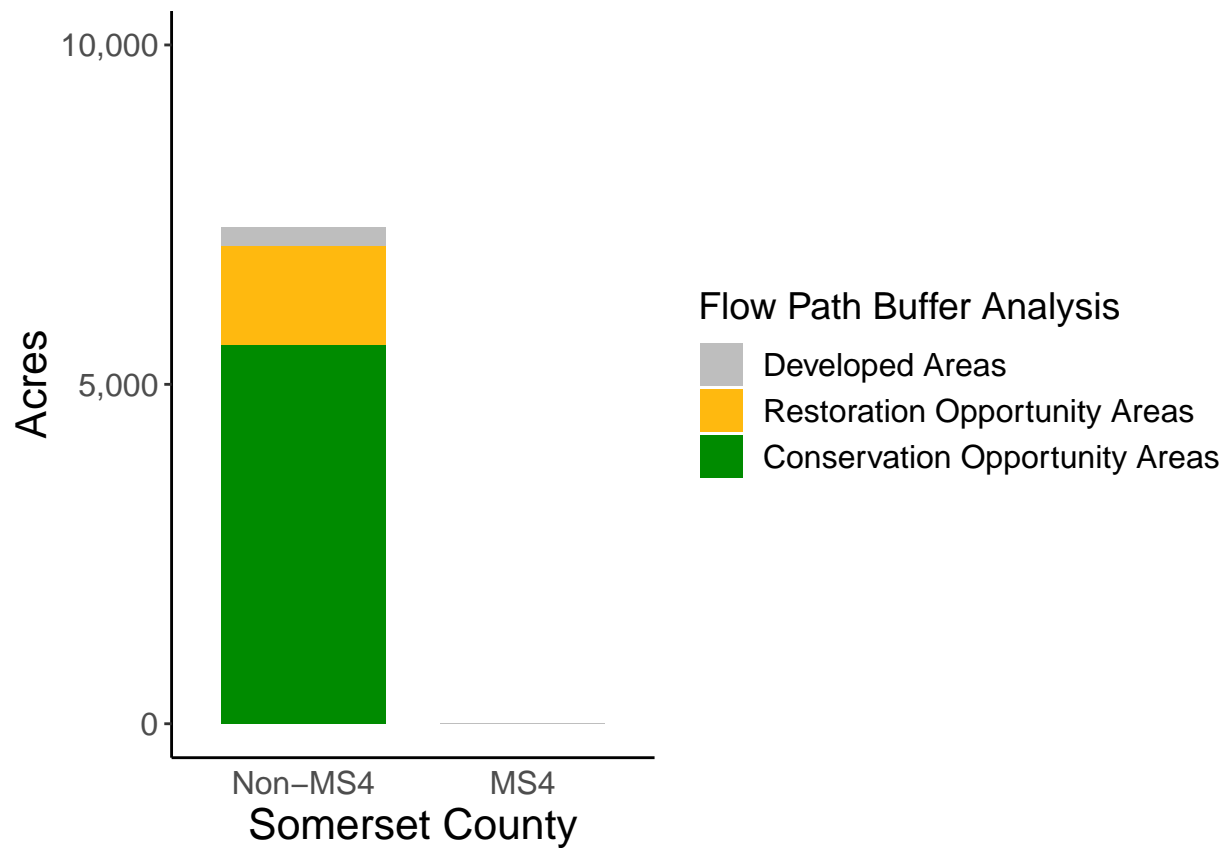 10,000
5,000
0
Acres
Non−MS4
MS4
Somerset County
Flow Path Buffer Analysis
Developed Areas
Restoration Opportunity Areas
Conservation Opportunity Areas